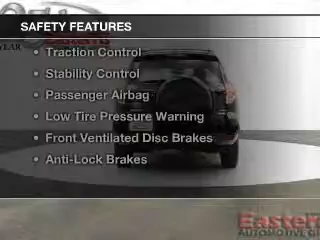 SAFETY FEATURES
• Traction Control
• Stability Control
• Passenger Airbag
• Low Tire Pressure Warning
• Front Ventilated Disc Brakes
• Anti-Lock Brakes
AUTOMOTIVE